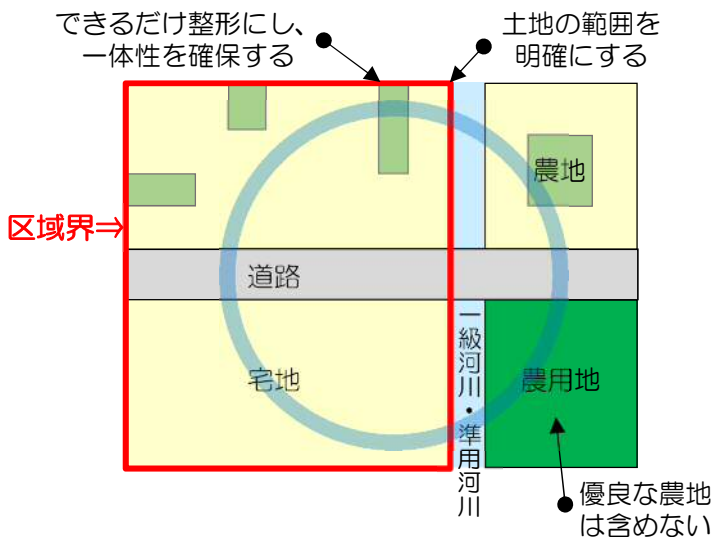 できるだけ整形にし、
一体性を確保する
土地の範囲を
明確にする
農地
区域界⇒
道路
一級河川・準用河川
宅地
農用地
優良な農地
は含めない